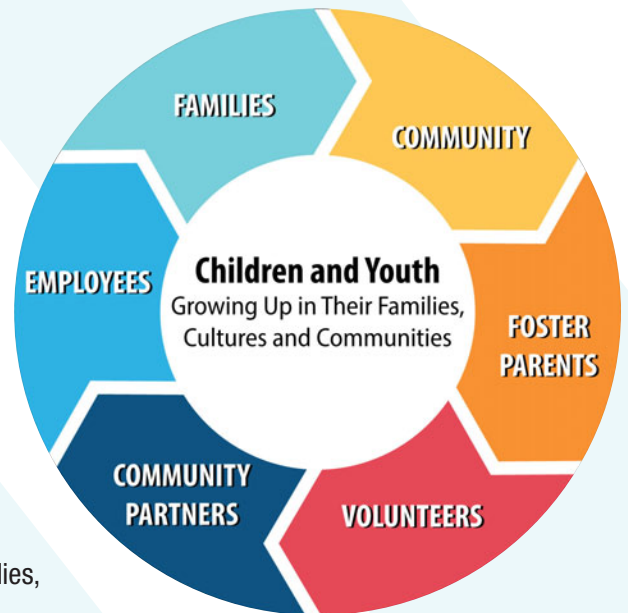 FAMILIES
COMMUNITY
EMPLOYEES
Children and Youth
Growing Up in Their Families,
Cultures and Communities
FOSTER
PARENTS
COMMUNITY
PARTNERS
VOLUNTEERS